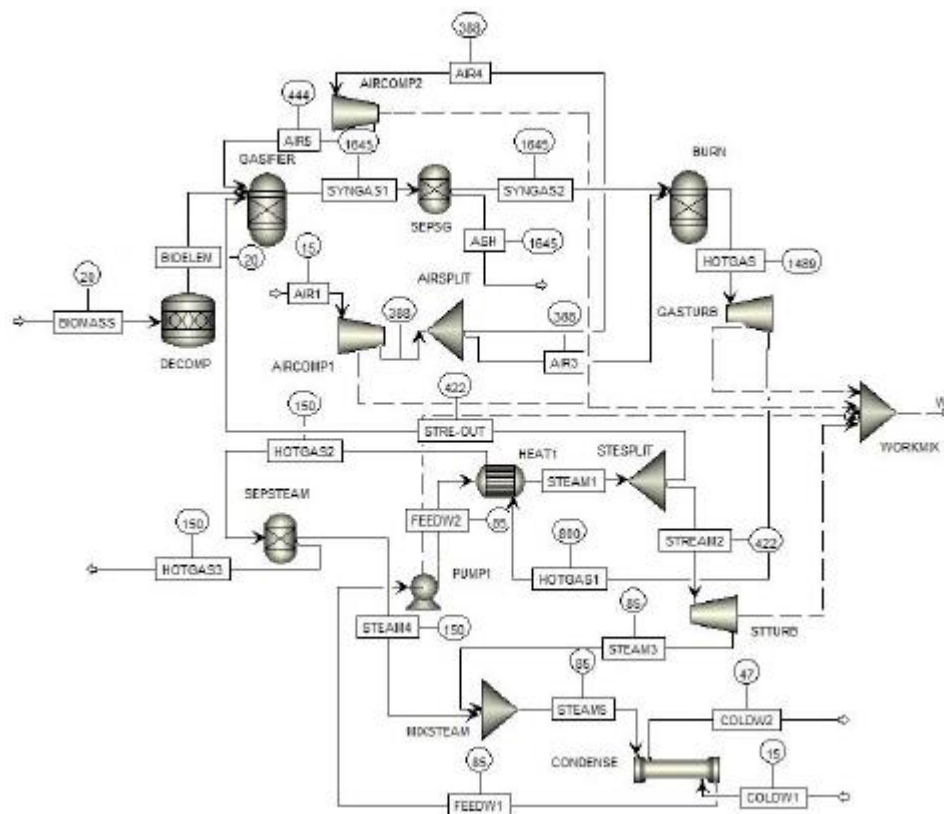 388
AIR4
AIRCOMP2
444
AIR5
GASIFIER
1645
SYNGAS1
1645
SYNGAS2
BURN
SEPSG
BIOELEM
20
15
AIR1
ASH
1645
HOTGAS
1489
20
BIOMASS
388
AIRSPLIT
388
GASTURB
DECOMP
AIRCOMP1
AIR3
422
150
STRE-OUT
W
HOTGAS2
HEAT1
STESPLIT
WORKMIX
STEAM1
SEPSTEAM
FEEDW2
85
800
STREAM2
422
150
HOTGAS3
PUMP1
HOTGAS1
STEAM4
150
85
STTURB
STEAM3
85
47
STEAM5
COLDW2
MIXSTEAM
CONDENSE
15
85
FEEDW1
COLDW1